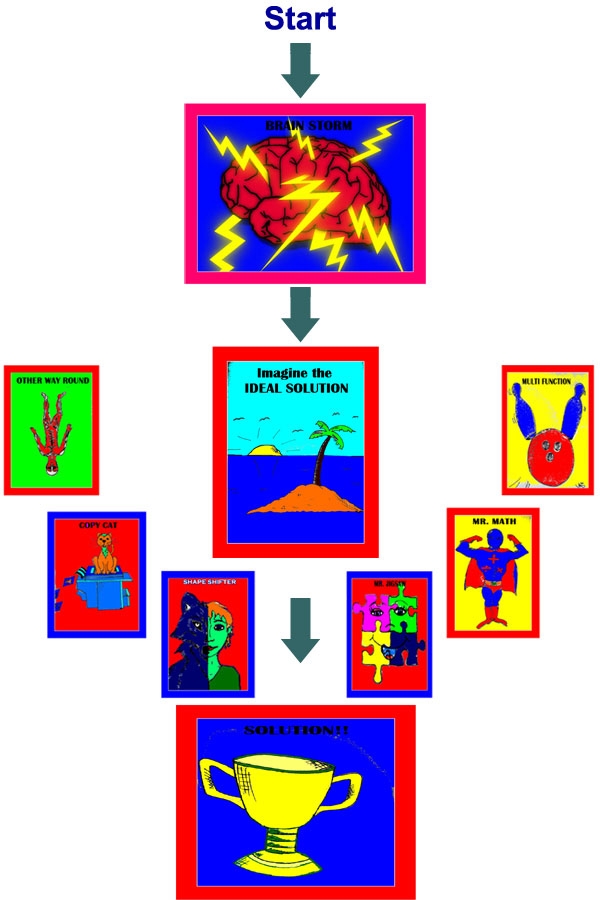 Start
BRAIN STORM
Imagine the
IDEAL SOLUTION
OTHER WAY ROUND
MULTI FUNCTION
COPY CAT
MR. MATH
SHAPE SHIFTER
MR. JIGSAW
SOLUTION!!